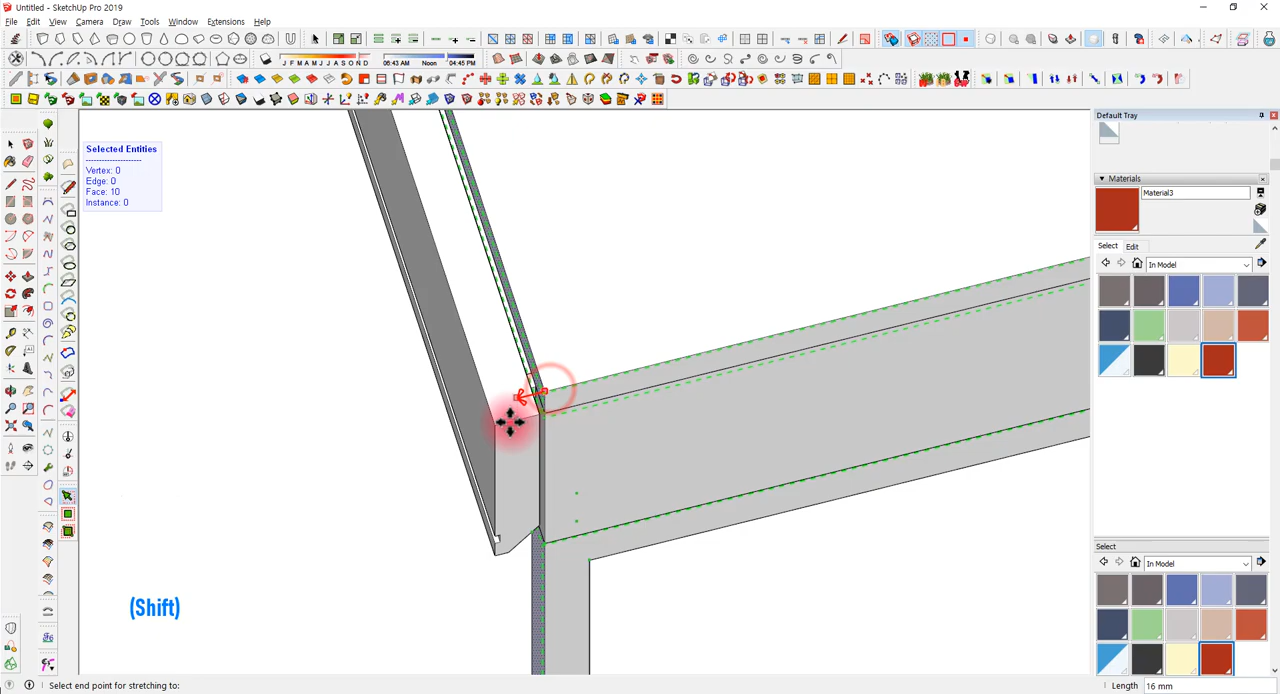 Untitled - SketchUp Pro 2019
File Edit View Camera Draw Tools Window Extensions Help
J F M A M J J A S O N D 06:43 AM Noon 04:45 PM
Default Tray
Selected Entities
Vertex: 0
Edge: 0
Face: 10
Instance: 0
Materials
Material3
Select Edit
In Model
Select
In Model
(Shift)
Select end point for stretching to:
Length 16 mm